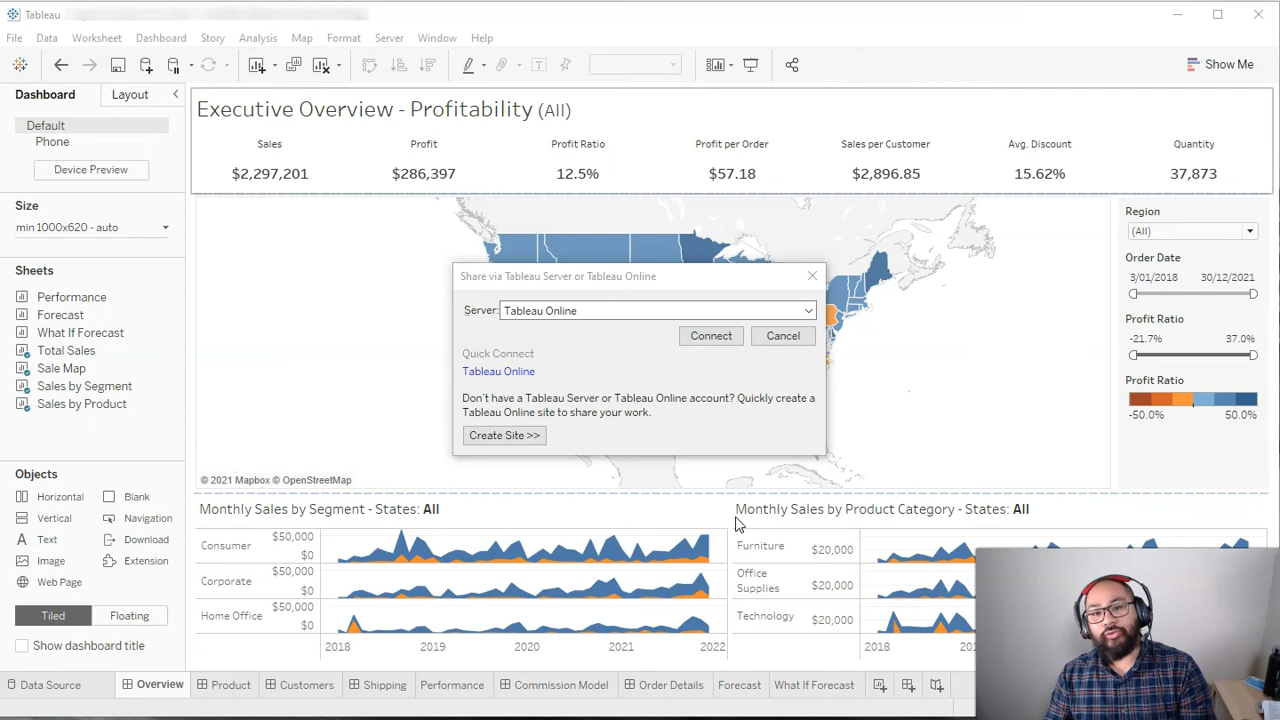 Tableau
File Data Worksheet Dashboard Story Analysis Map Format Server Window Help
Show Me
Dashboard Layout
Default
Phone
Device Preview
Size
min 1000x620 - auto
Sheets
Performance
Forecast
What If Forecast
Total Sales
Sale Map
Sales by Segment
Sales by Product
Objects
Horizontal Blank
Vertical Navigation
Text Download
Image Extension
Web Page
Tiled Floating
Show dashboard title
Executive Overview - Profitability (All)
Sales Profit Profit Ratio Profit per Order Sales per Customer Avg. Discount Quantity
$2,297,201 $286,397 12.5% $57.18 $2,896.85 15.62% 37,873
Share via Tableau Server or Tableau Online
Server: Tableau Online
Connect Cancel
Quick Connect
Tableau Online
Don't have a Tableau Server or Tableau Online account? Quickly create a
Tableau Online site to share your work.
Create Site >>
© 2021 Mapbox © OpenStreetMap
Region
(All)
Order Date
3/01/2018 30/12/2021
Profit Ratio
-21.7% 37.0%
Profit Ratio
-50.0% 50.0%
Monthly Sales by Segment - States: All
Consumer $50,000
$0
Corporate $50,000
$0
Home Office $50,000
$0
2018 2019 2020 2021 2022
Monthly Sales by Product Category - States: All
Furniture $20,000
Office
Supplies $20,000
Technology $20,000
2018 2019
Data Source Overview Product Customers Shipping Performance Commission Model Order Details Forecast What If Forecast